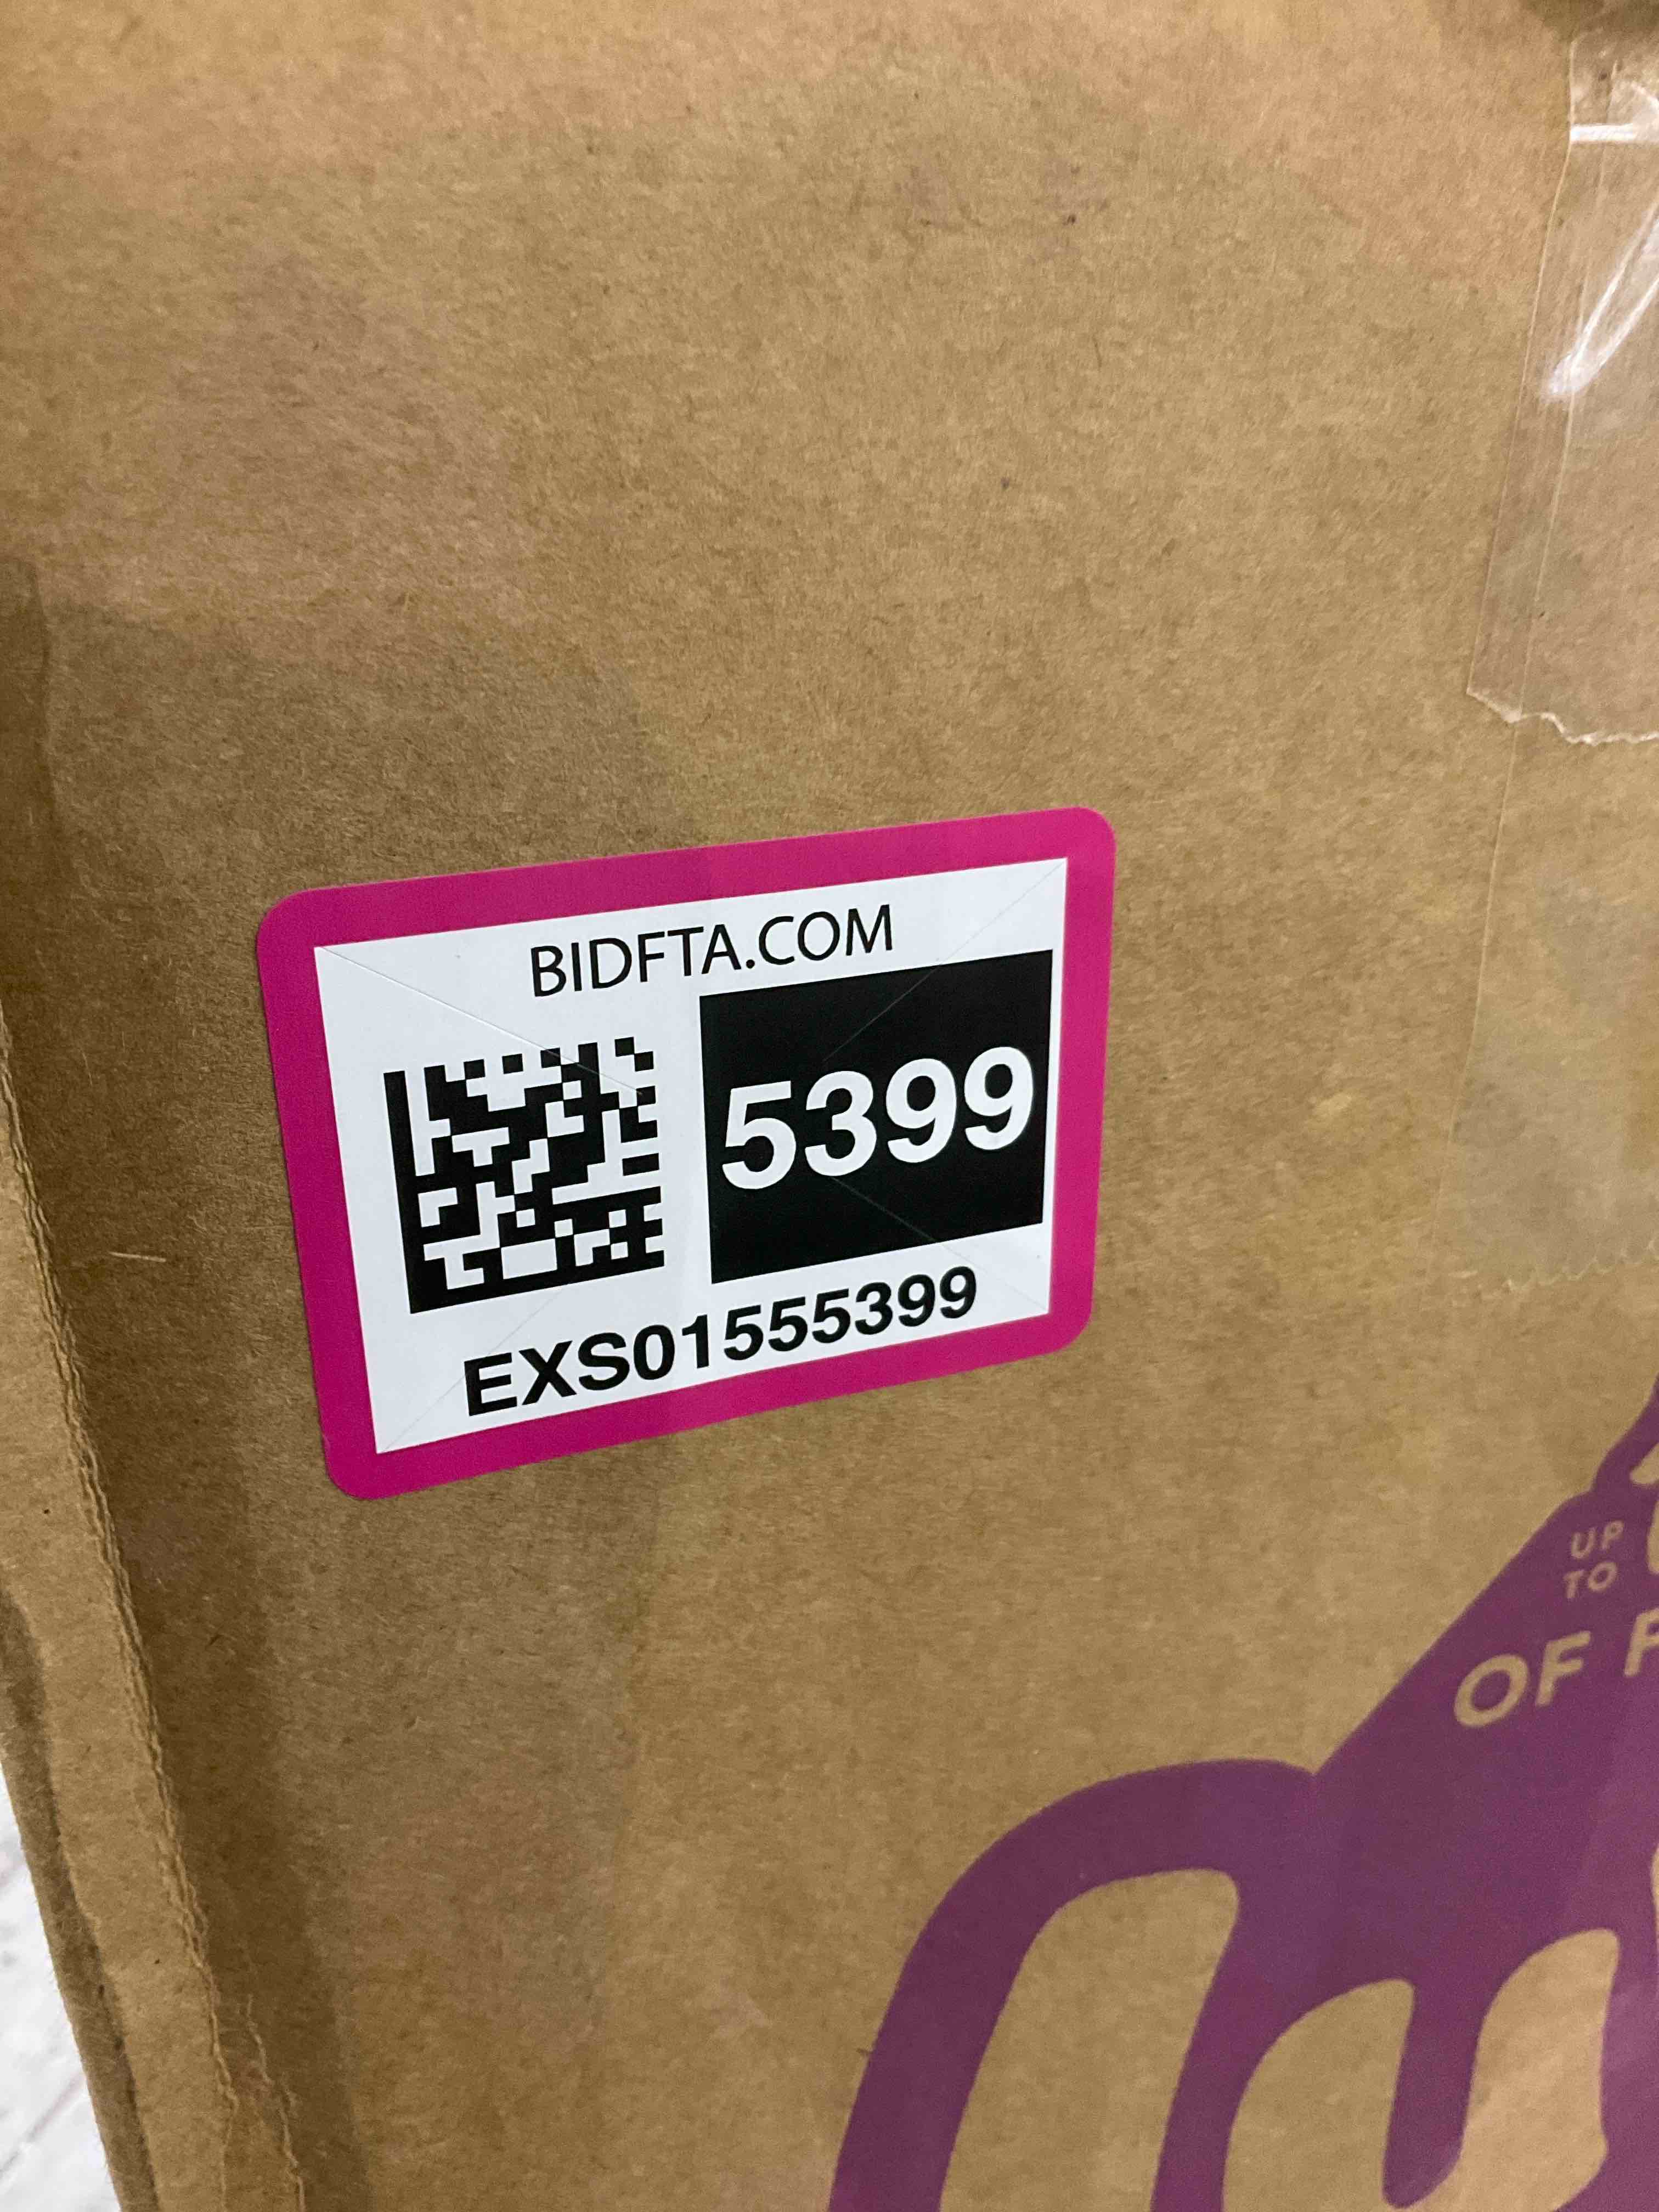 BIDFTA.COM
5399
EXS01555399
UP
TO
OF